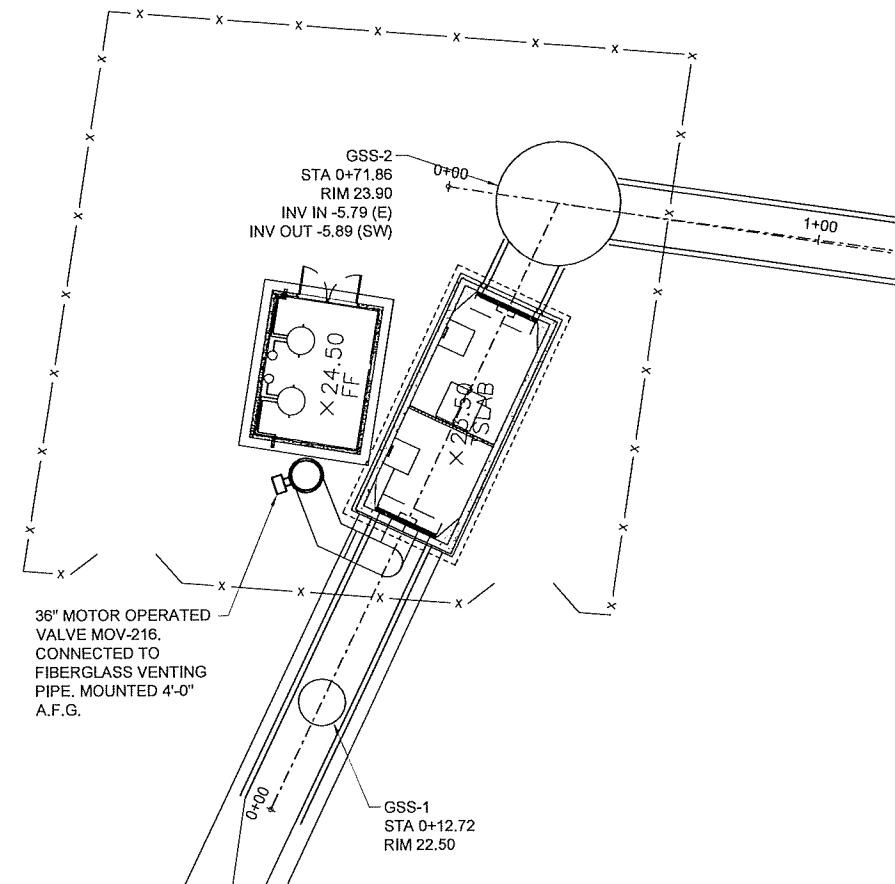 GSS-2
STA 0+71.86
RIM 23.90
INV IN -5.79 (E)
INV OUT -5.89 (SW)
0+00
1+00
×24.50
FF
SLAB
36" MOTOR OPERATED
VALVE MOV-216.
CONNECTED TO
FIBERGLASS VENTING
PIPE. MOUNTED 4'-0"
A.F.G.
0+00
GSS-1
STA 0+12.72
RIM 22.50